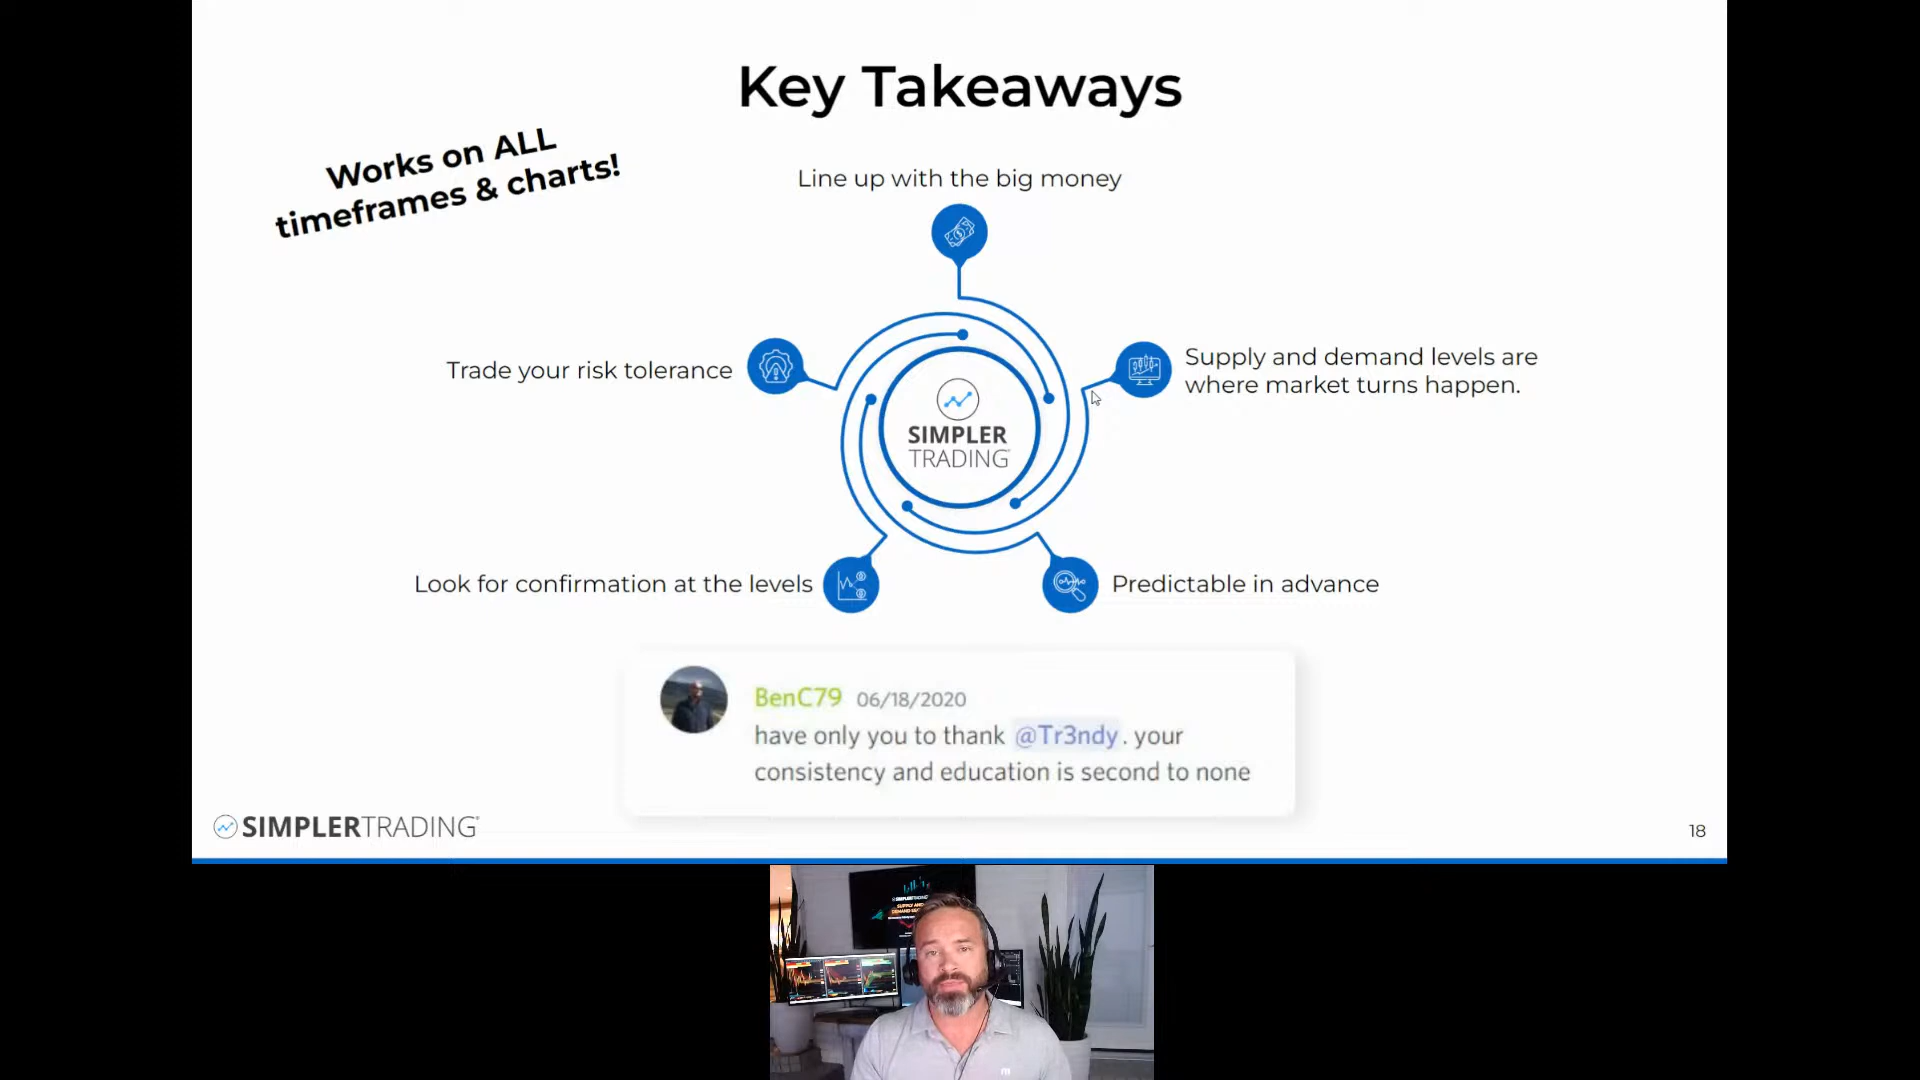 Key Takeaways
Works on ALL
timeframes & charts!
Line up with the big money
Trade your risk tolerance
Supply and demand levels are
where market turns happen.
SIMPLER
TRADING
Look for confirmation at the levels
Predictable in advance
BenC79 06/18/2020
have only you to thank @Tr3ndy. your
consistency and education is second to none
SIMPLERTRADING
18
SIMPLERTRADING
SUPPLY AND